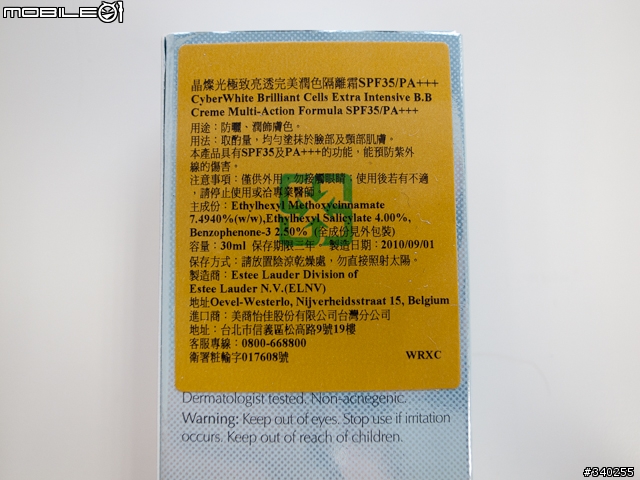 MOBILE01
晶燦光極致亮透完美潤色隔離霜SPF35/PA+++
CyberWhite Brilliant Cells Extra Intensive B.B
Creme Multi-Action Formula SPF35/PA+++
用途：防曬、潤飾膚色。
用法：取酌量，均勻塗抹於臉部及頸部肌膚。
本產品具有SPF35及PA+++的功能，能預防紫外
線的傷害。
注意事項：僅供外用，勿接觸眼睛；使用後若有不適
，請停止使用或洽專業醫師。
主成份：Ethylhexyl Methoxycinnamate
7.4940%(w/w),Ethylhexyl Salicylate 4.00%,
Benzophenone-3 2.50% (全成份見外包裝)
容量：30ml 保存期限三年 製造日期：2010/09/01
保存方式：請放置陰涼乾燥處，勿直接照射太陽。
製造商：Estee Lauder Division of
Estee Lauder N.V.(ELNV)
地址Oevel-Westerlo, Nijverheidsstraat 15, Belgium
進口商：美商怡佳股份有限公司台灣分公司
地址：台北市信義區松高路9號19樓
客服專線：0800-668800
衛署粧輸字017608號 WRXC
Dermatologist tested. Non-acnegenic.
Warning: Keep out of eyes. Stop use if irritation
occurs. Keep out of reach of children.
#340255